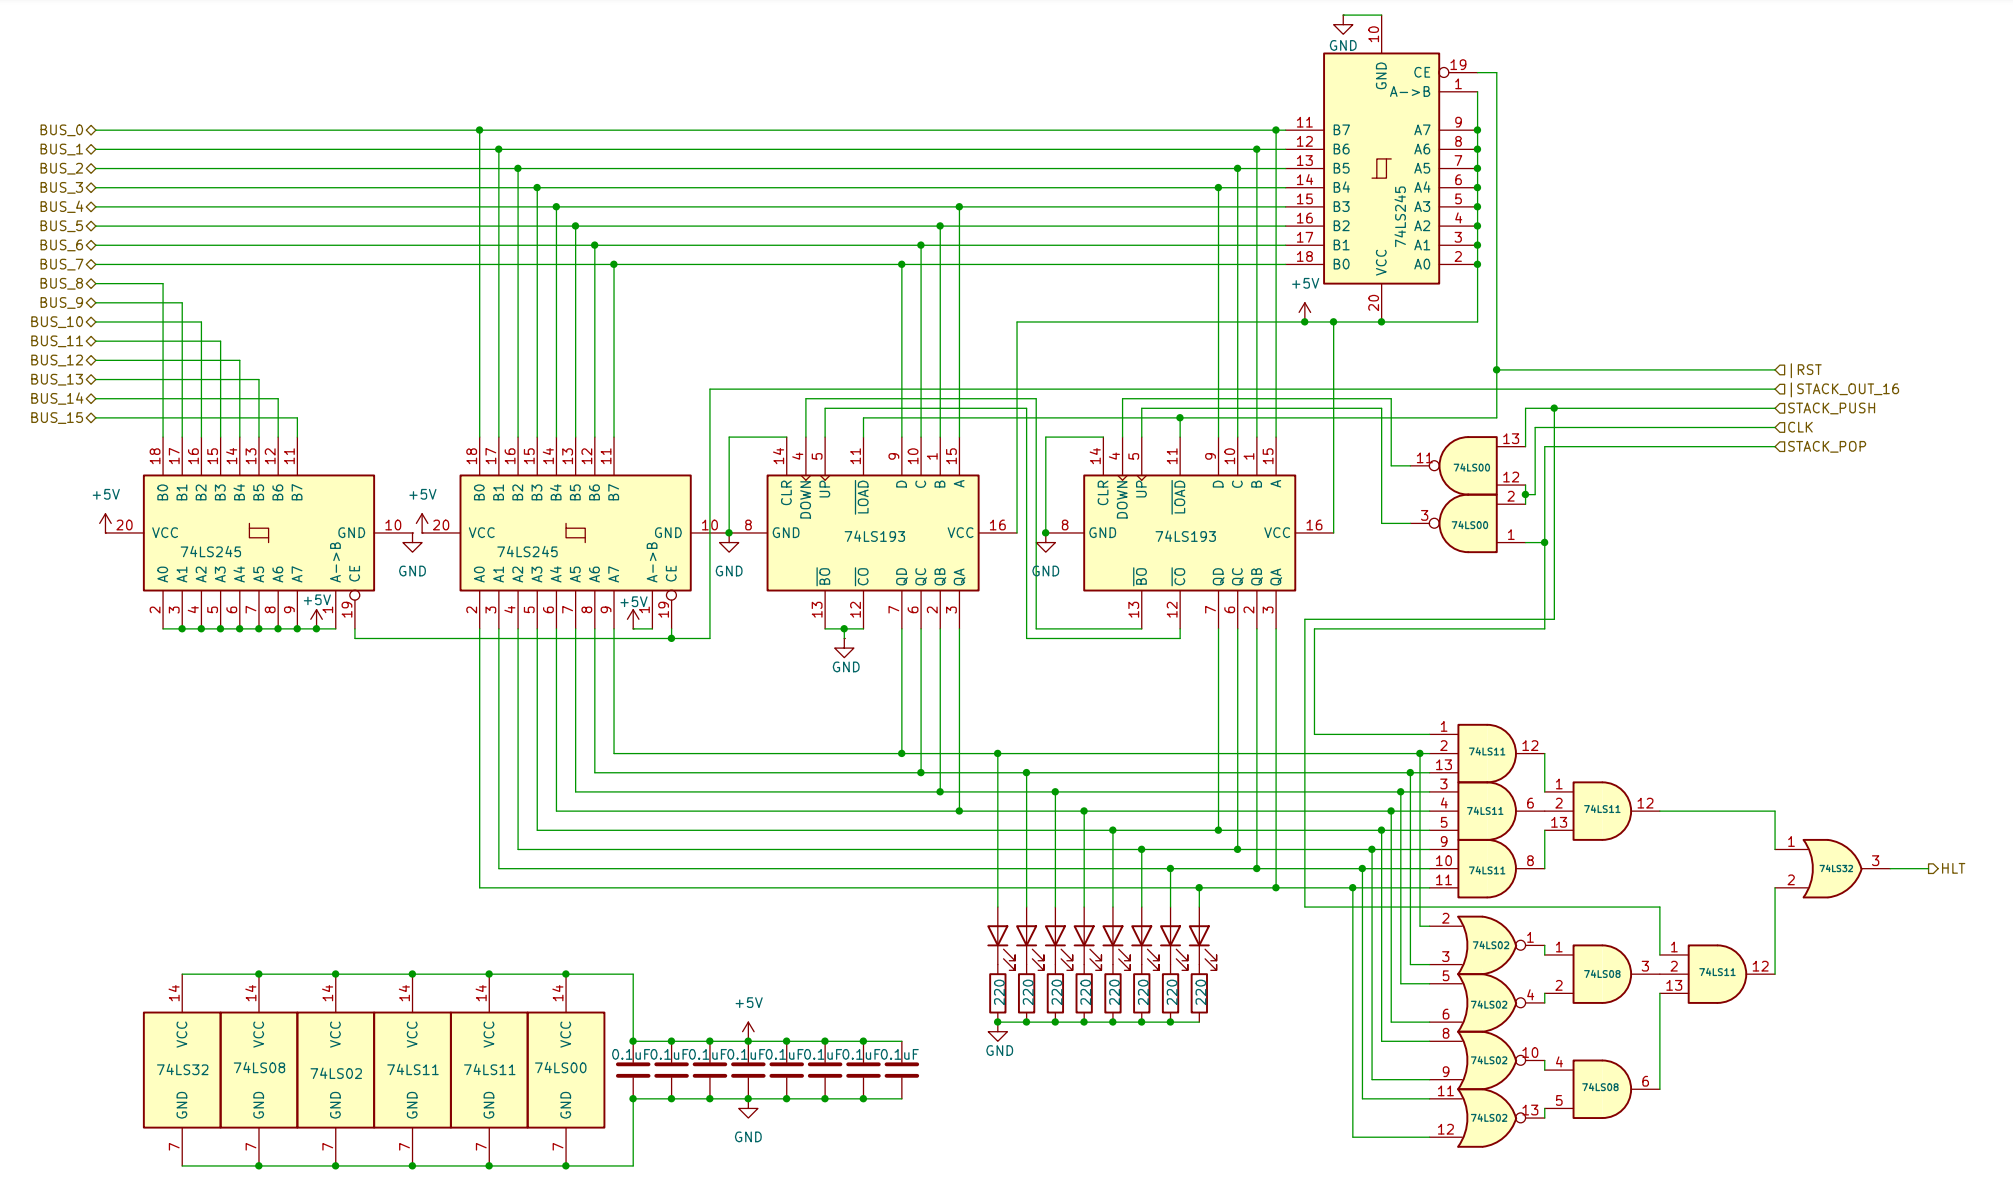 GND
10
GND
VCC
20
74LS245
CE 19
A->B 1
BUS_0
11 B7 A7 9
BUS_1
12 B6 A6 8
BUS_2
13 B5 A5 7
BUS_3
14 B4 A4 6
BUS_4
15 B3 A3 5
BUS_5
16 B2 A2 4
BUS_6
17 B1 A1 3
BUS_7
18 B0 A0 2
BUS_8
+5V
BUS_9
BUS_10
BUS_11
BUS_12
BUS_13
BUS_14
BUS_15
|RST
|STACK_OUT_16
STACK_PUSH
CLK
STACK_POP
18 17 16 15 14 13 12 11
B0 B1 B2 B3 B4 B5 B6 B7
+5V
20 VCC GND 10
74LS245
GND
A0 A1 A2 A3 A4 A5 A6 A7 A->B CE
2 3 4 5 6 7 8 9 +5V 1 19
18 17 16 15 14 13 12 11
B0 B1 B2 B3 B4 B5 B6 B7
+5V
20 VCC GND 10
74LS245
GND
A0 A1 A2 A3 A4 A5 A6 A7 A->B CE
2 3 4 5 6 7 8 9 +5V 1 19
14 4 5 11 9 10 1 15
CLR DOWN UP LOAD D C B A
8 GND VCC 16
74LS193
BO CO QD QC QB QA
13 12 7 6 2 3
GND
14 4 5 11 9 10 1 15
CLR DOWN UP LOAD D C B A
8 GND VCC 16
74LS193
GND
BO CO QD QC QB QA
13 12 7 6 2 3
11 74LS00 13
12
3 74LS00 2
1
1
2 74LS11 12
13
3
4 74LS11 6
5
9
10 74LS11 8
11
1
2 74LS11 12
13
1
74LS32 3
2
HLT
2
74LS02 1
3
5
74LS02 4
6
8
74LS02 10
9
11
74LS02 13
12
1
74LS08 3
2
4
74LS08 6
5
1
2 74LS11 12
13
220 220 220 220 220 220 220 220
GND
14 14 14 14 14 14
VCC VCC VCC VCC VCC VCC
74LS32 74LS08 74LS02 74LS11 74LS11 74LS00
GND GND GND GND GND GND
7 7 7 7 7 7
+5V
0.1uF 0.1uF 0.1uF 0.1uF 0.1uF 0.1uF 0.1uF 0.1uF
GND